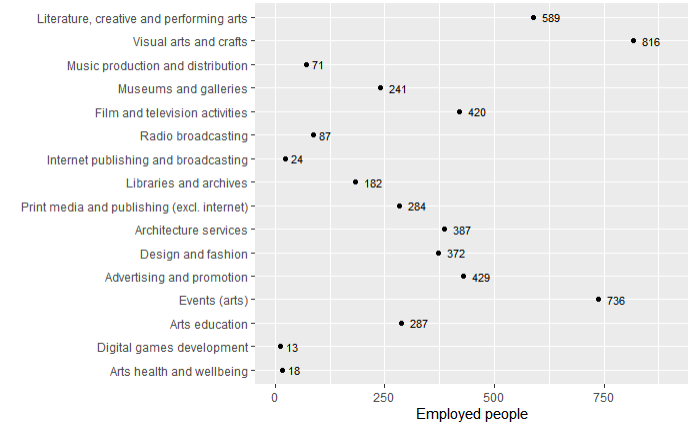 Literature, creative and performing arts 589
Visual arts and crafts 816
Music production and distribution 71
Museums and galleries 241
Film and television activities 420
Radio broadcasting 87
Internet publishing and broadcasting 24
Libraries and archives 182
Print media and publishing (excl. internet) 284
Architecture services 387
Design and fashion 372
Advertising and promotion 429
Events (arts) 736
Arts education 287
Digital games development 13
Arts health and wellbeing 18
0 250 500 750
Employed people